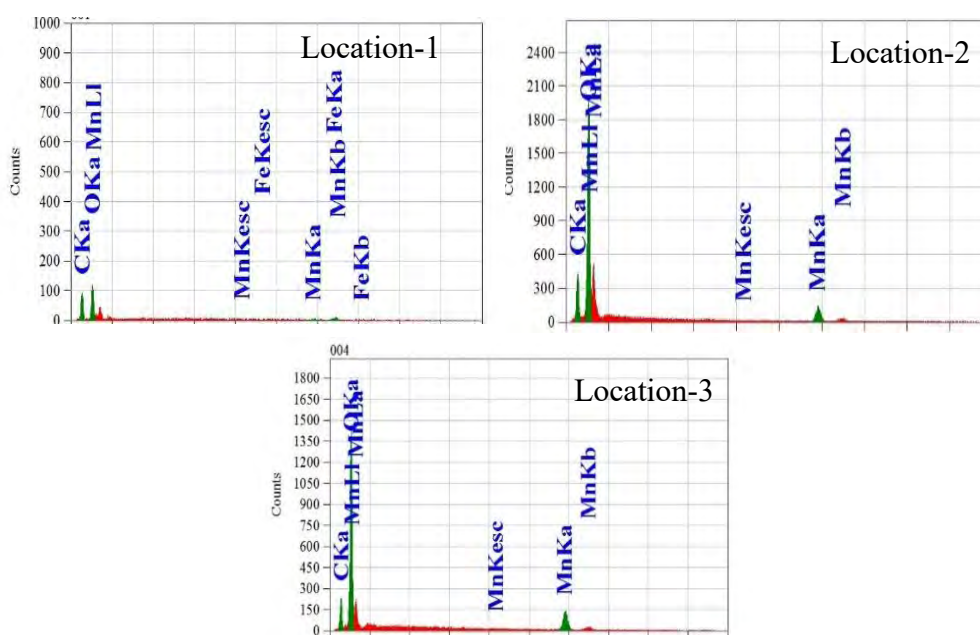 001
1000
900
800
700
600
500
400
300
200
100
0
Counts
Location-1
CKa
OKa
MnLl
MnKesc
FeKesc
MnKa
MnKb
FeKa
FeKb
2400
2100
1800
1500
1200
900
600
300
0
Counts
Location-2
CKa
MnLl
OKa
MnLa
MnKesc
MnKa
MnKb
004
1800
1650
1500
1350
1200
1050
900
750
600
450
300
150
0
Counts
Location-3
CKa
MnLl
OKa
MnLa
MnKesc
MnKa
MnKb